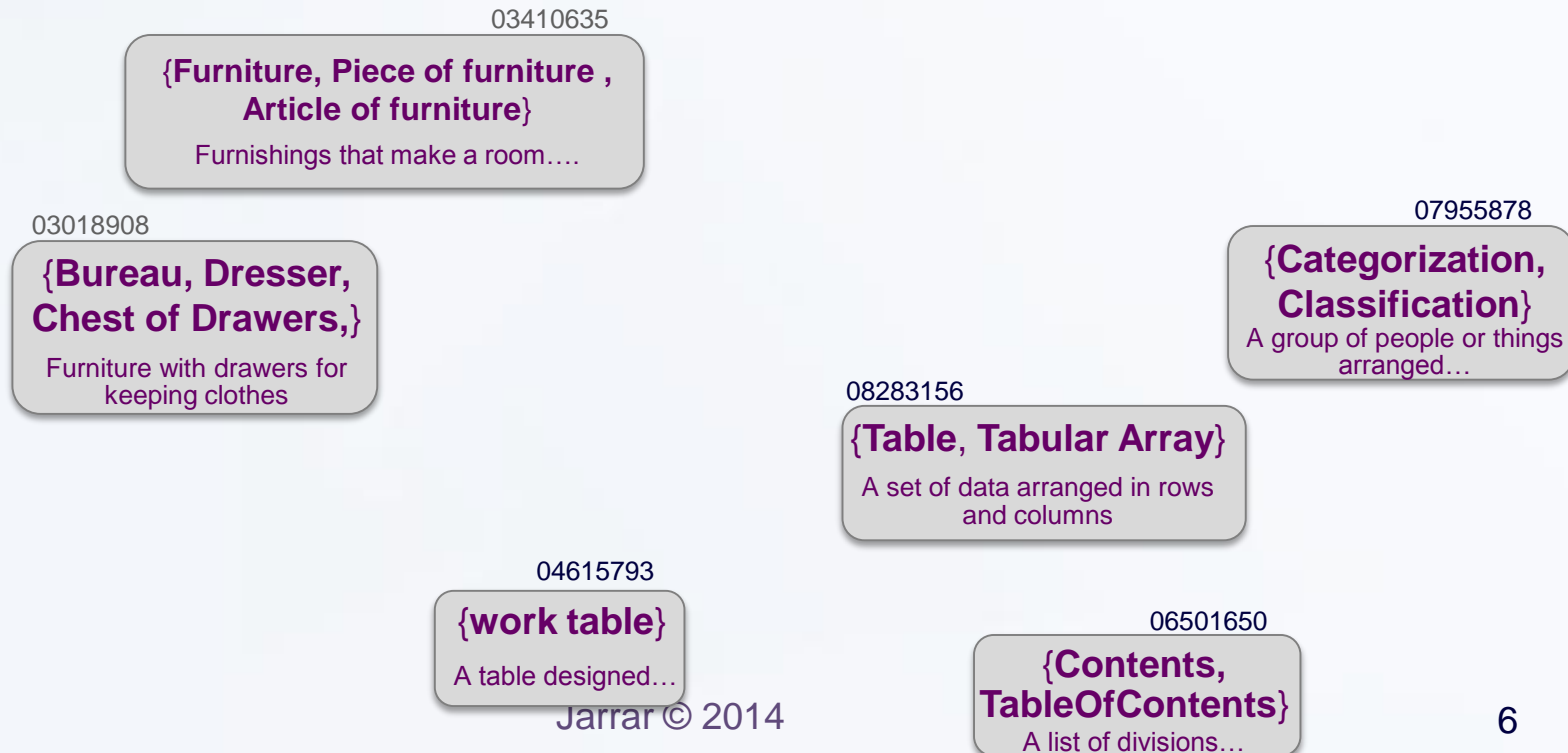 03410635
{Furniture, Piece of furniture ,
Article of furniture}
Furnishings that make a room….
03018908
{Bureau, Dresser,
Chest of Drawers,}
Furniture with drawers for
keeping clothes
07955878
{Categorization,
Classification}
A group of people or things
arranged…
08283156
{Table, Tabular Array}
A set of data arranged in rows
and columns
04615793
{work table}
A table designed…
06501650
{Contents,
TableOfContents}
A list of divisions…
Jarrar © 2014
6